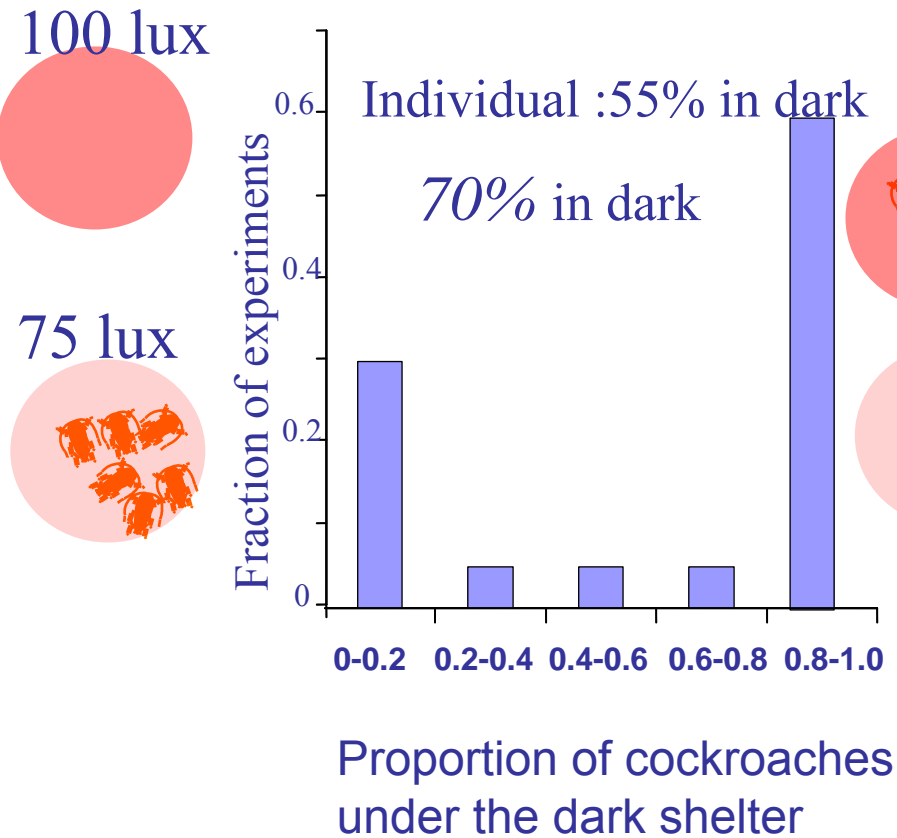 100 lux
75 lux
Fraction of experiments
0.6
0.4
0.2
0
Individual :55% in dark
70% in dark
0-0.2 0.2-0.4 0.4-0.6 0.6-0.8 0.8-1.0
Proportion of cockroaches
under the dark shelter